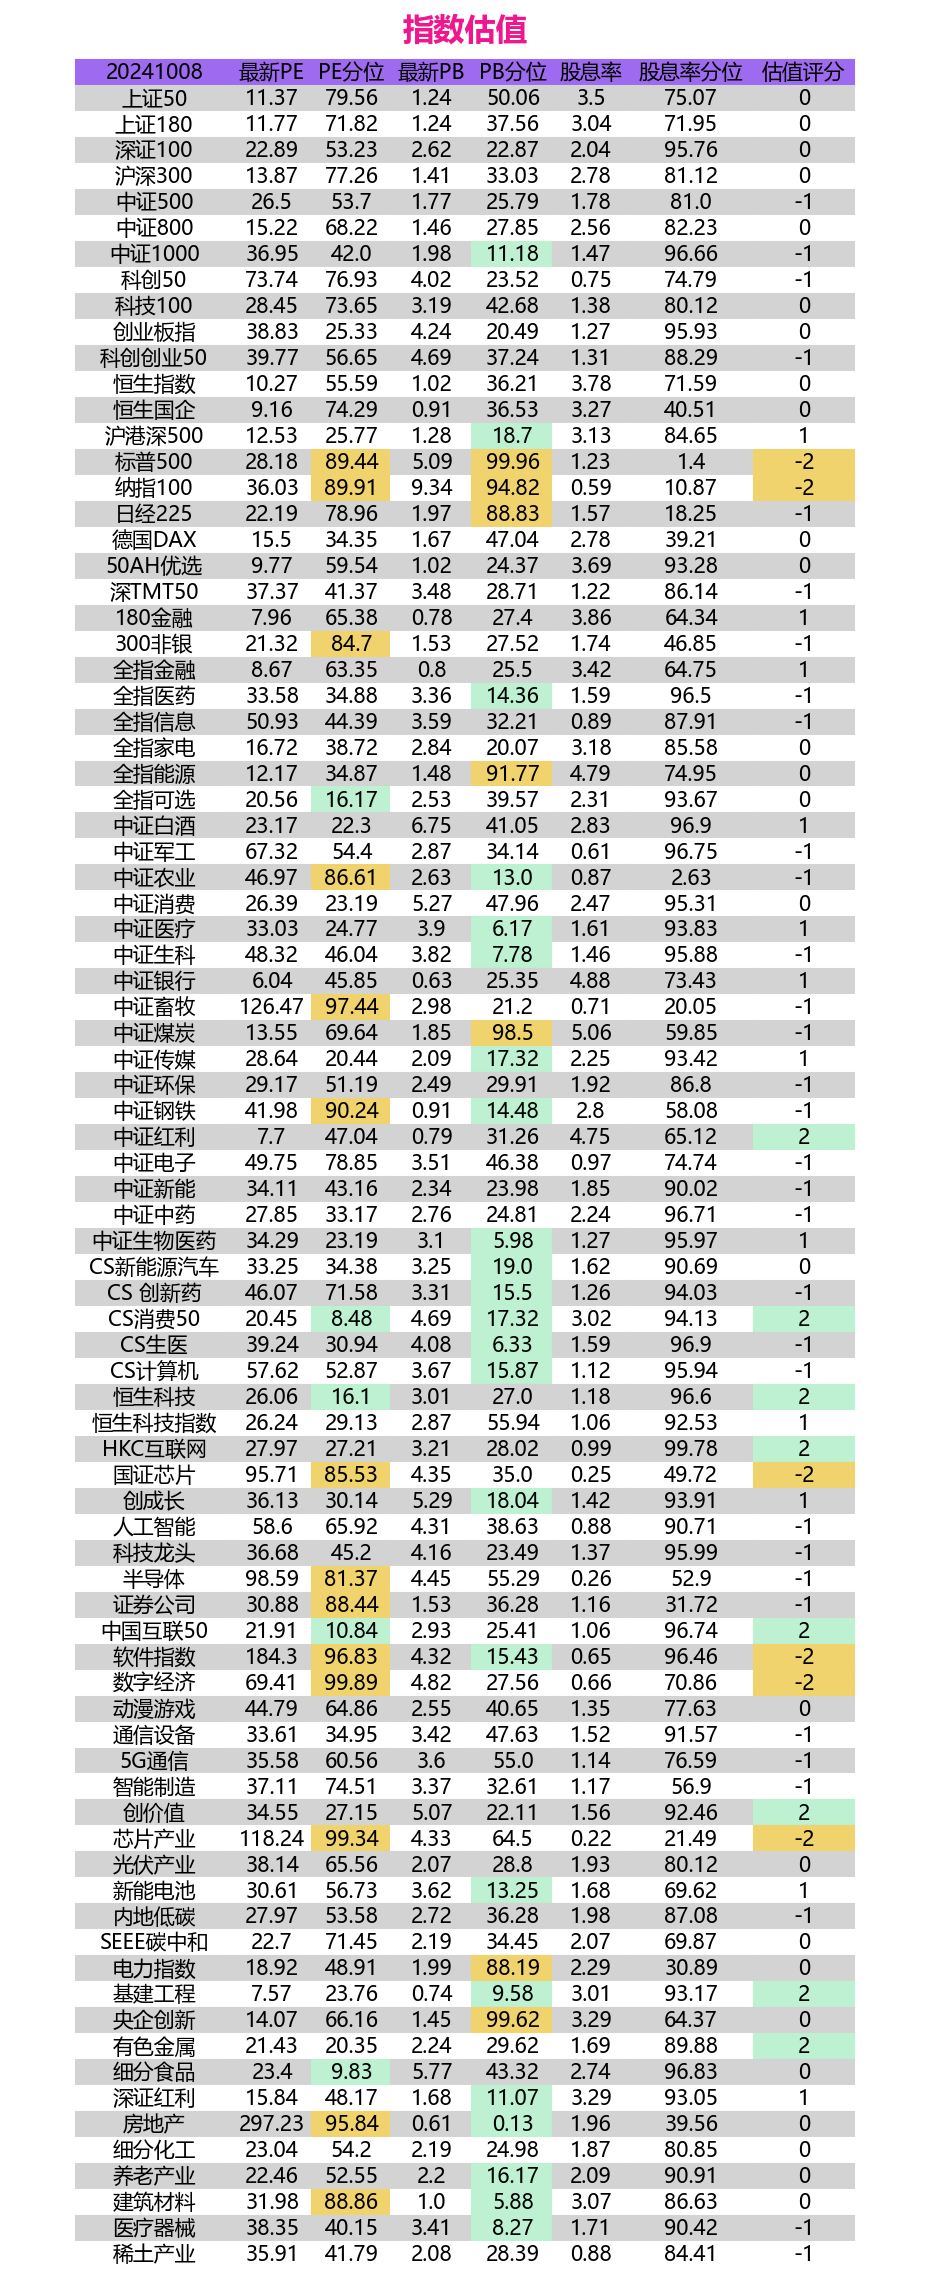 指数估值
20241008 最新PE PE分位 最新PB PB分位 股息率 股息率分位 估值评分
上证50 11.37 79.56 1.24 50.06 3.5 75.07 0
上证180 11.77 71.82 1.24 37.56 3.04 71.95 0
深证100 22.89 53.23 2.62 22.87 2.04 95.76 0
沪深300 13.87 77.26 1.41 33.03 2.78 81.12 0
中证500 26.5 53.7 1.77 25.79 1.78 81.0 -1
中证800 15.22 68.22 1.46 27.85 2.56 82.23 0
中证1000 36.95 42.0 1.98 11.18 1.47 96.66 -1
科创50 73.74 76.93 4.02 23.52 0.75 74.79 -1
科技100 28.45 73.65 3.19 42.68 1.38 80.12 0
创业板指 38.83 25.33 4.24 20.49 1.27 95.93 0
科创创业50 39.77 56.65 4.69 37.24 1.31 88.29 -1
恒生指数 10.27 55.59 1.02 36.21 3.78 71.59 0
恒生国企 9.16 74.29 0.91 36.53 3.27 40.51 0
沪港深500 12.53 25.77 1.28 18.7 3.13 84.65 1
标普500 28.18 89.44 5.09 99.96 1.23 1.4 -2
纳指100 36.03 89.91 9.34 94.82 0.59 10.87 -2
日经225 22.19 78.96 1.97 88.83 1.57 18.25 -1
德国DAX 15.5 34.35 1.67 47.04 2.78 39.21 0
50AH优选 9.77 59.54 1.02 24.37 3.69 93.28 0
深TMT50 37.37 41.37 3.48 28.71 1.22 86.14 -1
180金融 7.96 65.38 0.78 27.4 3.86 64.34 1
300非银 21.32 84.7 1.53 27.52 1.74 46.85 -1
全指金融 8.67 63.35 0.8 25.5 3.42 64.75 1
全指医药 33.58 34.88 3.36 14.36 1.59 96.5 -1
全指信息 50.93 44.39 3.59 32.21 0.89 87.91 -1
全指家电 16.72 38.72 2.84 20.07 3.18 85.58 0
全指能源 12.17 34.87 1.48 91.77 4.79 74.95 0
全指可选 20.56 16.17 2.53 39.57 2.31 93.67 0
中证白酒 23.17 22.3 6.75 41.05 2.83 96.9 1
中证军工 67.32 54.4 2.87 34.14 0.61 96.75 -1
中证农业 46.97 86.61 2.63 13.0 0.87 2.63 -1
中证消费 26.39 23.19 5.27 47.96 2.47 95.31 0
中证医疗 33.03 24.77 3.9 6.17 1.61 93.83 1
中证生科 48.32 46.04 3.82 7.78 1.46 95.88 -1
中证银行 6.04 45.85 0.63 25.35 4.88 73.43 1
中证畜牧 126.47 97.44 2.98 21.2 0.71 20.05 -1
中证煤炭 13.55 69.64 1.85 98.5 5.06 59.85 -1
中证传媒 28.64 20.44 2.09 17.32 2.25 93.42 1
中证环保 29.17 51.19 2.49 29.91 1.92 86.8 -1
中证钢铁 41.98 90.24 0.91 14.48 2.8 58.08 -1
中证红利 7.7 47.04 0.79 31.26 4.75 65.12 2
中证电子 49.75 78.85 3.51 46.38 0.97 74.74 -1
中证新能 34.11 43.16 2.34 23.98 1.85 90.02 -1
中证中药 27.85 33.17 2.76 24.81 2.24 96.71 -1
中证生物医药 34.29 23.19 3.1 5.98 1.27 95.97 1
CS新能源汽车 33.25 34.38 3.25 19.0 1.62 90.69 0
CS 创新药 46.07 71.58 3.31 15.5 1.26 94.03 -1
CS消费50 20.45 8.48 4.69 17.32 3.02 94.13 2
CS生医 39.24 30.94 4.08 6.33 1.59 96.9 -1
CS计算机 57.62 52.87 3.67 15.87 1.12 95.94 -1
恒生科技 26.06 16.1 3.01 27.0 1.18 96.6 2
恒生科技指数 26.24 29.13 2.87 55.94 1.06 92.53 1
HKC互联网 27.97 27.21 3.21 28.02 0.99 99.78 2
国证芯片 95.71 85.53 4.35 35.0 0.25 49.72 -2
创成长 36.13 30.14 5.29 18.04 1.42 93.91 1
人工智能 58.6 65.92 4.31 38.63 0.88 90.71 -1
科技龙头 36.68 45.2 4.16 23.49 1.37 95.99 -1
半导体 98.59 81.37 4.45 55.29 0.26 52.9 -1
证券公司 30.88 88.44 1.53 36.28 1.16 31.72 -1
中国互联50 21.91 10.84 2.93 25.41 1.06 96.74 2
软件指数 184.3 96.83 4.32 15.43 0.65 96.46 -2
数字经济 69.41 99.89 4.82 27.56 0.66 70.86 -2
动漫游戏 44.79 64.86 2.55 40.65 1.35 77.63 0
通信设备 33.61 34.95 3.42 47.63 1.52 91.57 -1
5G通信 35.58 60.56 3.6 55.0 1.14 76.59 -1
智能制造 37.11 74.51 3.37 32.61 1.17 56.9 -1
创价值 34.55 27.15 5.07 22.11 1.56 92.46 2
芯片产业 118.24 99.34 4.33 64.5 0.22 21.49 -2
光伏产业 38.14 65.56 2.07 28.8 1.93 80.12 0
新能电池 30.61 56.73 3.62 13.25 1.68 69.62 1
内地低碳 27.97 53.58 2.72 36.28 1.98 87.08 -1
SEEE碳中和 22.7 71.45 2.19 34.45 2.07 69.87 0
电力指数 18.92 48.91 1.99 88.19 2.29 30.89 0
基建工程 7.57 23.76 0.74 9.58 3.01 93.17 2
央企创新 14.07 66.16 1.45 99.62 3.29 64.37 0
有色金属 21.43 20.35 2.24 29.62 1.69 89.88 2
细分食品 23.4 9.83 5.77 43.32 2.74 96.83 0
深证红利 15.84 48.17 1.68 11.07 3.29 93.05 1
房地产 297.23 95.84 0.61 0.13 1.96 39.56 0
细分化工 23.04 54.2 2.19 24.98 1.87 80.85 0
养老产业 22.46 52.55 2.2 16.17 2.09 90.91 0
建筑材料 31.98 88.86 1.0 5.88 3.07 86.63 0
医疗器械 38.35 40.15 3.41 8.27 1.71 90.42 -1
稀土产业 35.91 41.79 2.08 28.39 0.88 84.41 -1